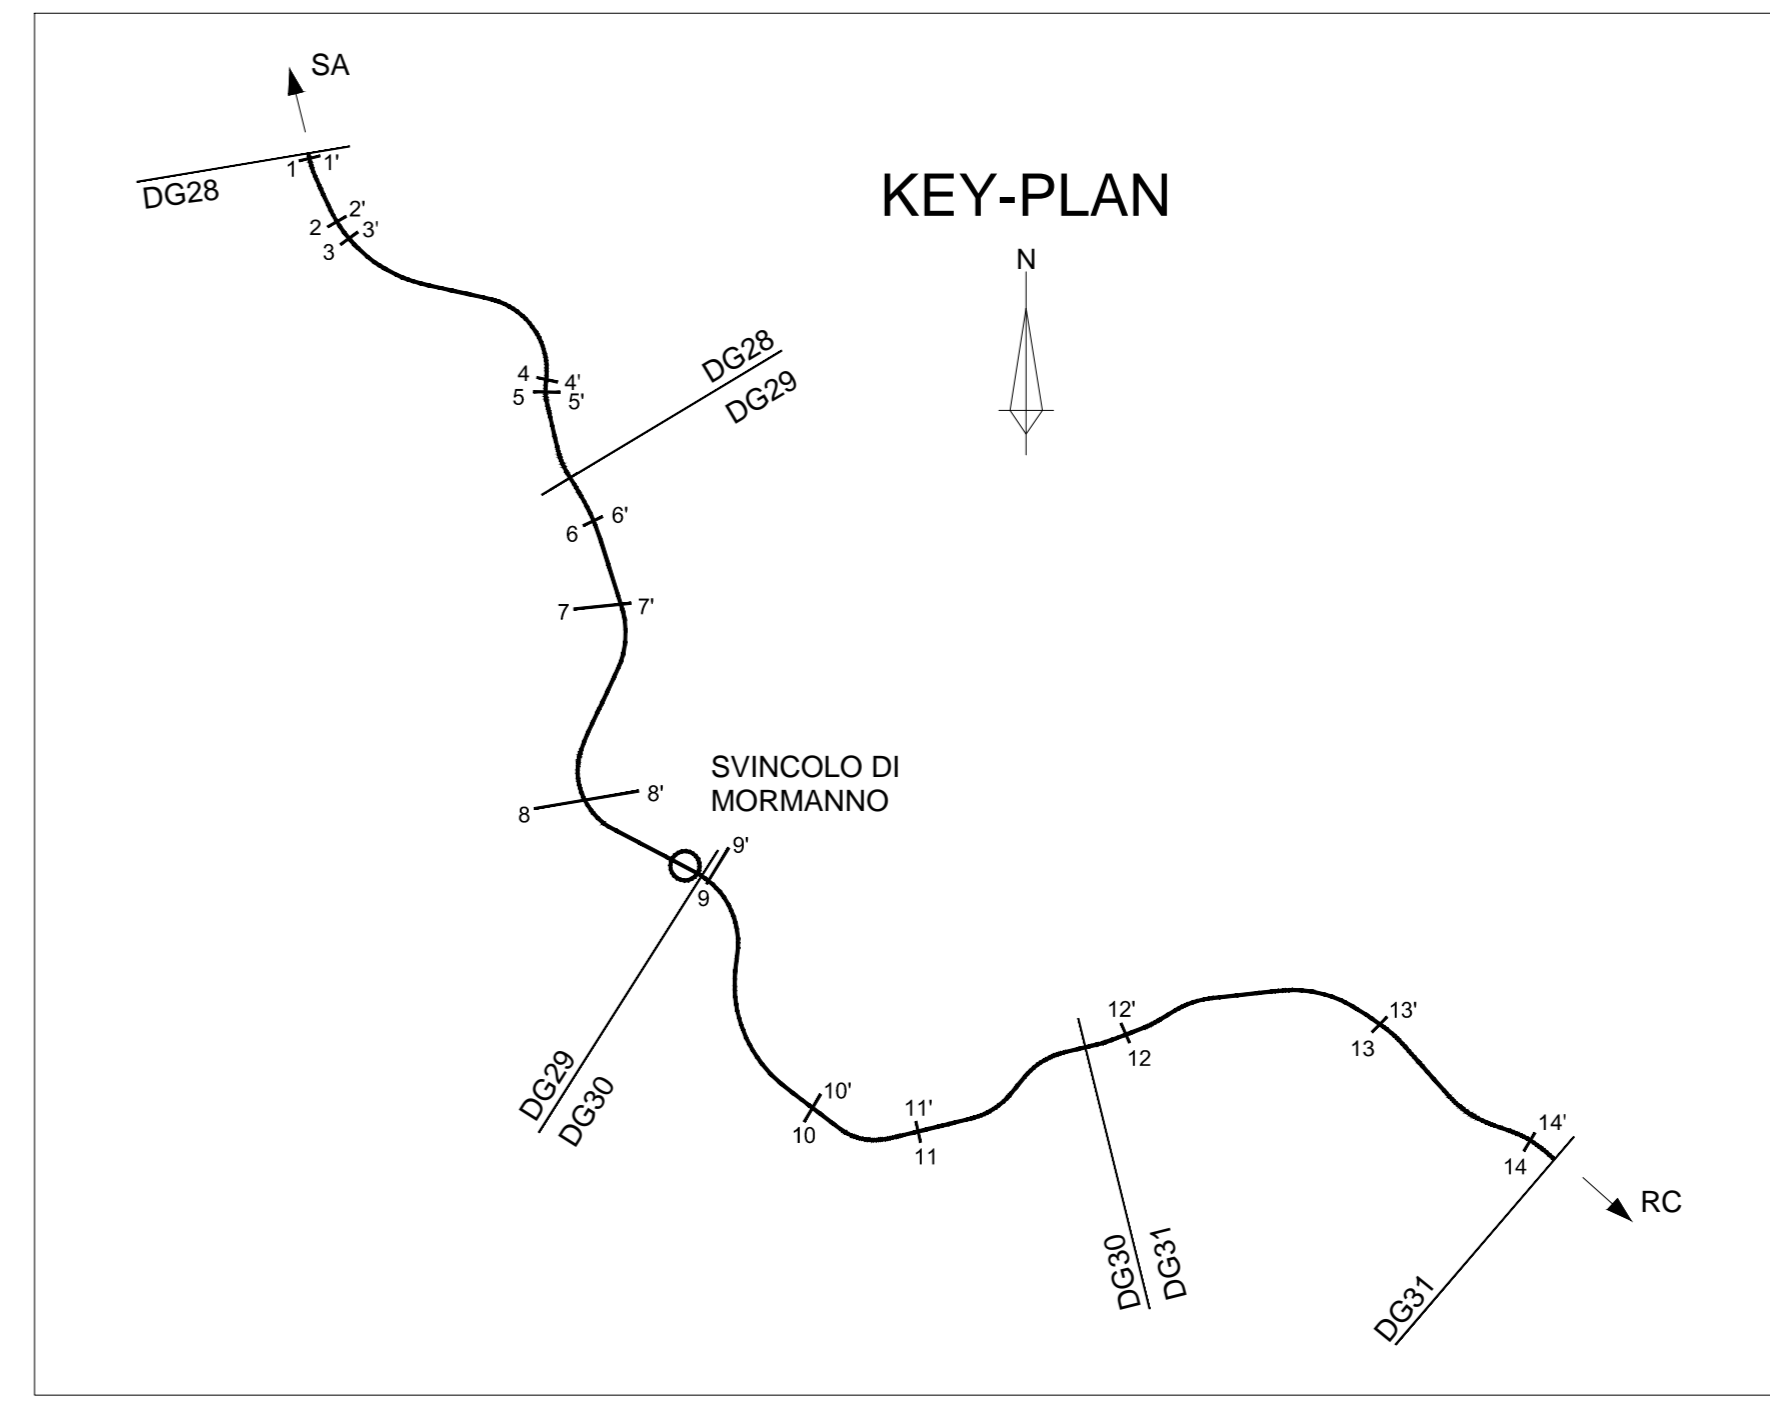 SA
1 1'
DG28
2 2'
3 3'
KEY-PLAN
N
DG28
DG29
4 4'
5 5'
6 6'
7 7'
SVINCOLO DI
MORMANNO
8 8'
9 9'
DG29
DG30
10'
10
11'
11
12'
12
13'
13
14'
14
RC
DG30
DG31
DG31